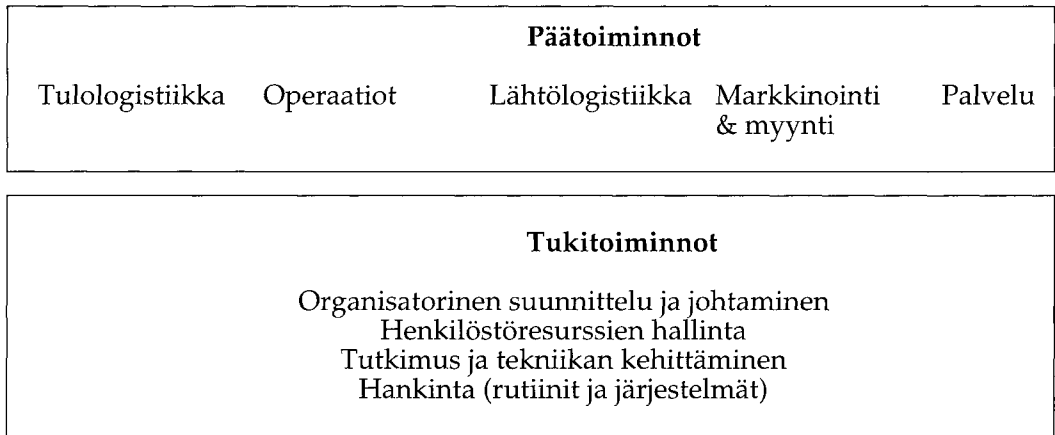 Päätoiminnot
Tulologistiikka Operaatiot Lähtölogistiikka Markkinointi Palvelu
& myynti
Tukitoiminnot
Organisatorinen suunnittelu ja johtaminen
Henkilöstöresurssien hallinta
Tutkimus ja tekniikan kehittäminen
Hankinta (rutiinit ja järjestelmät)